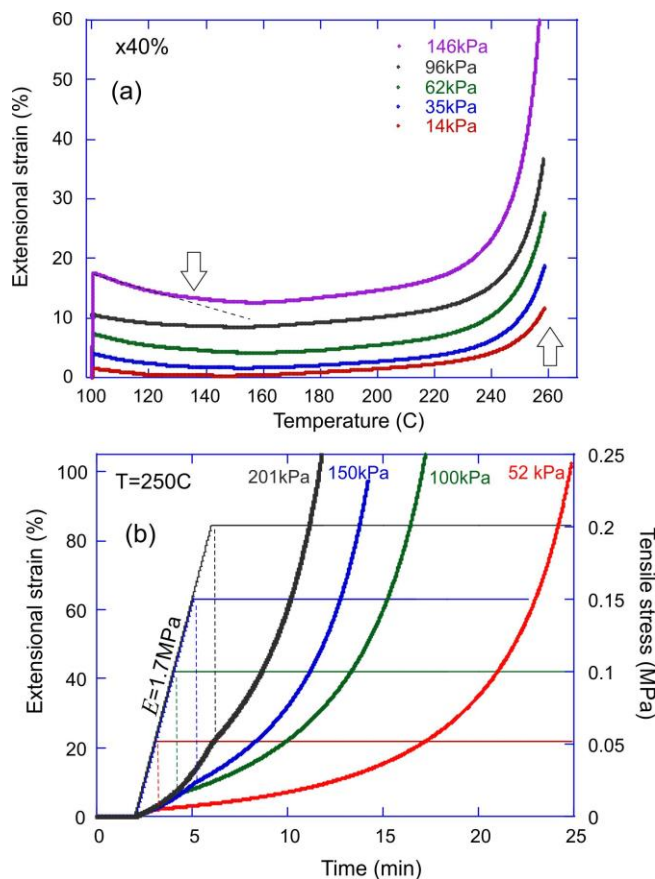 60
50
40
30
20
10
0
Extensional strain (%)
x40%
(a)
146kPa
96kPa
62kPa
35kPa
14kPa
100 120 140 160 180 200 220 240 260
Temperature (C)
100
80
60
40
20
0
Extensional strain (%)
T=250C
(b)
E=1.7MPa
201kPa
150kPa
100kPa
52 kPa
0.25
0.2
0.15
0.1
0.05
0
Tensile stress (MPa)
0 5 10 15 20 25
Time (min)